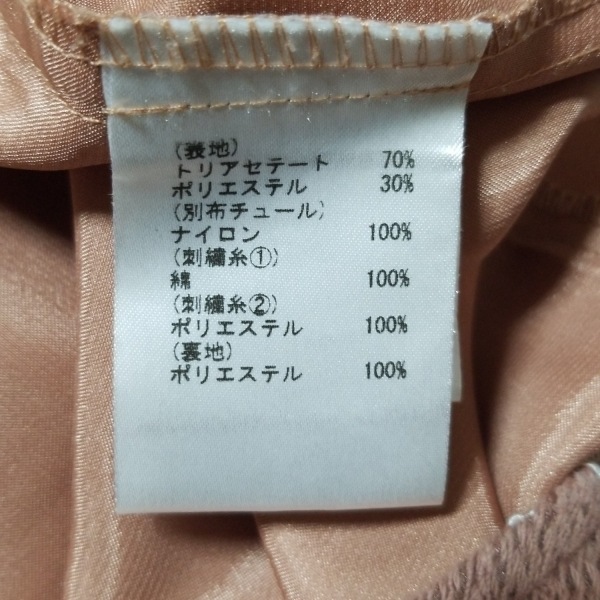 (表地)
トリアセテート 70%
ポリエステル 30%
(別布チュール)
ナイロン 100%
(刺繍糸①)
綿 100%
(刺繍糸②)
ポリエステル 100%
(裏地)
ポリエステル 100%